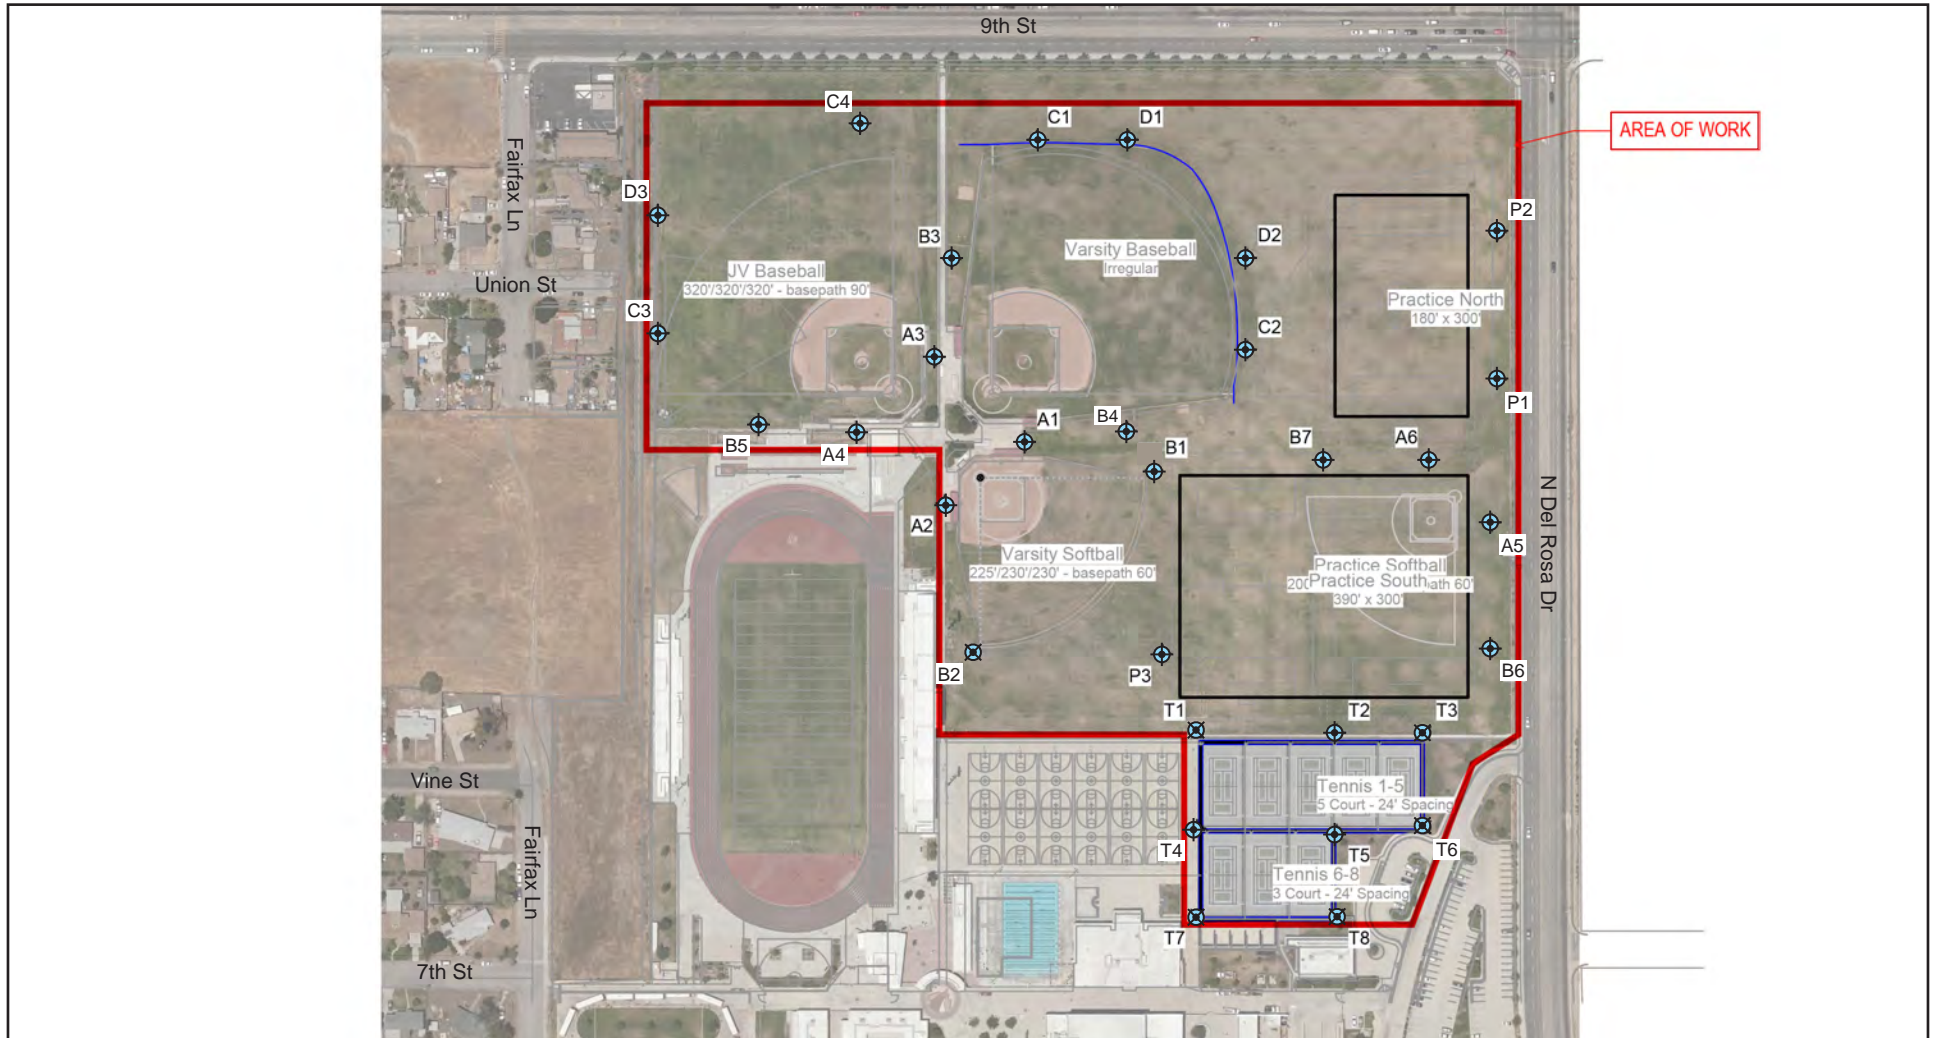 9th St
C4
C1
D1
AREA OF WORK
Fairfax Ln
D3
P2
B3
D2
Varsity Baseball
Irregular
JV Baseball
320'/320'/320' - basepath 90'
Union St
Practice North
180' x 300'
C3
A3
C2
P1
A1
B4
B5
A4
B1
B7
A6
N Del Rosa Dr
A2
A5
Varsity Softball
225'/230'/230' - basepath 60'
Practice Softball
Practice South
390' x 300'
B2
P3
B6
T1
T2
T3
Vine St
Tennis 1-5
5 Court - 24' Spacing
Fairfax Ln
T4
T5
T6
Tennis 6-8
3 Court - 24' Spacing
T7
T8
7th St